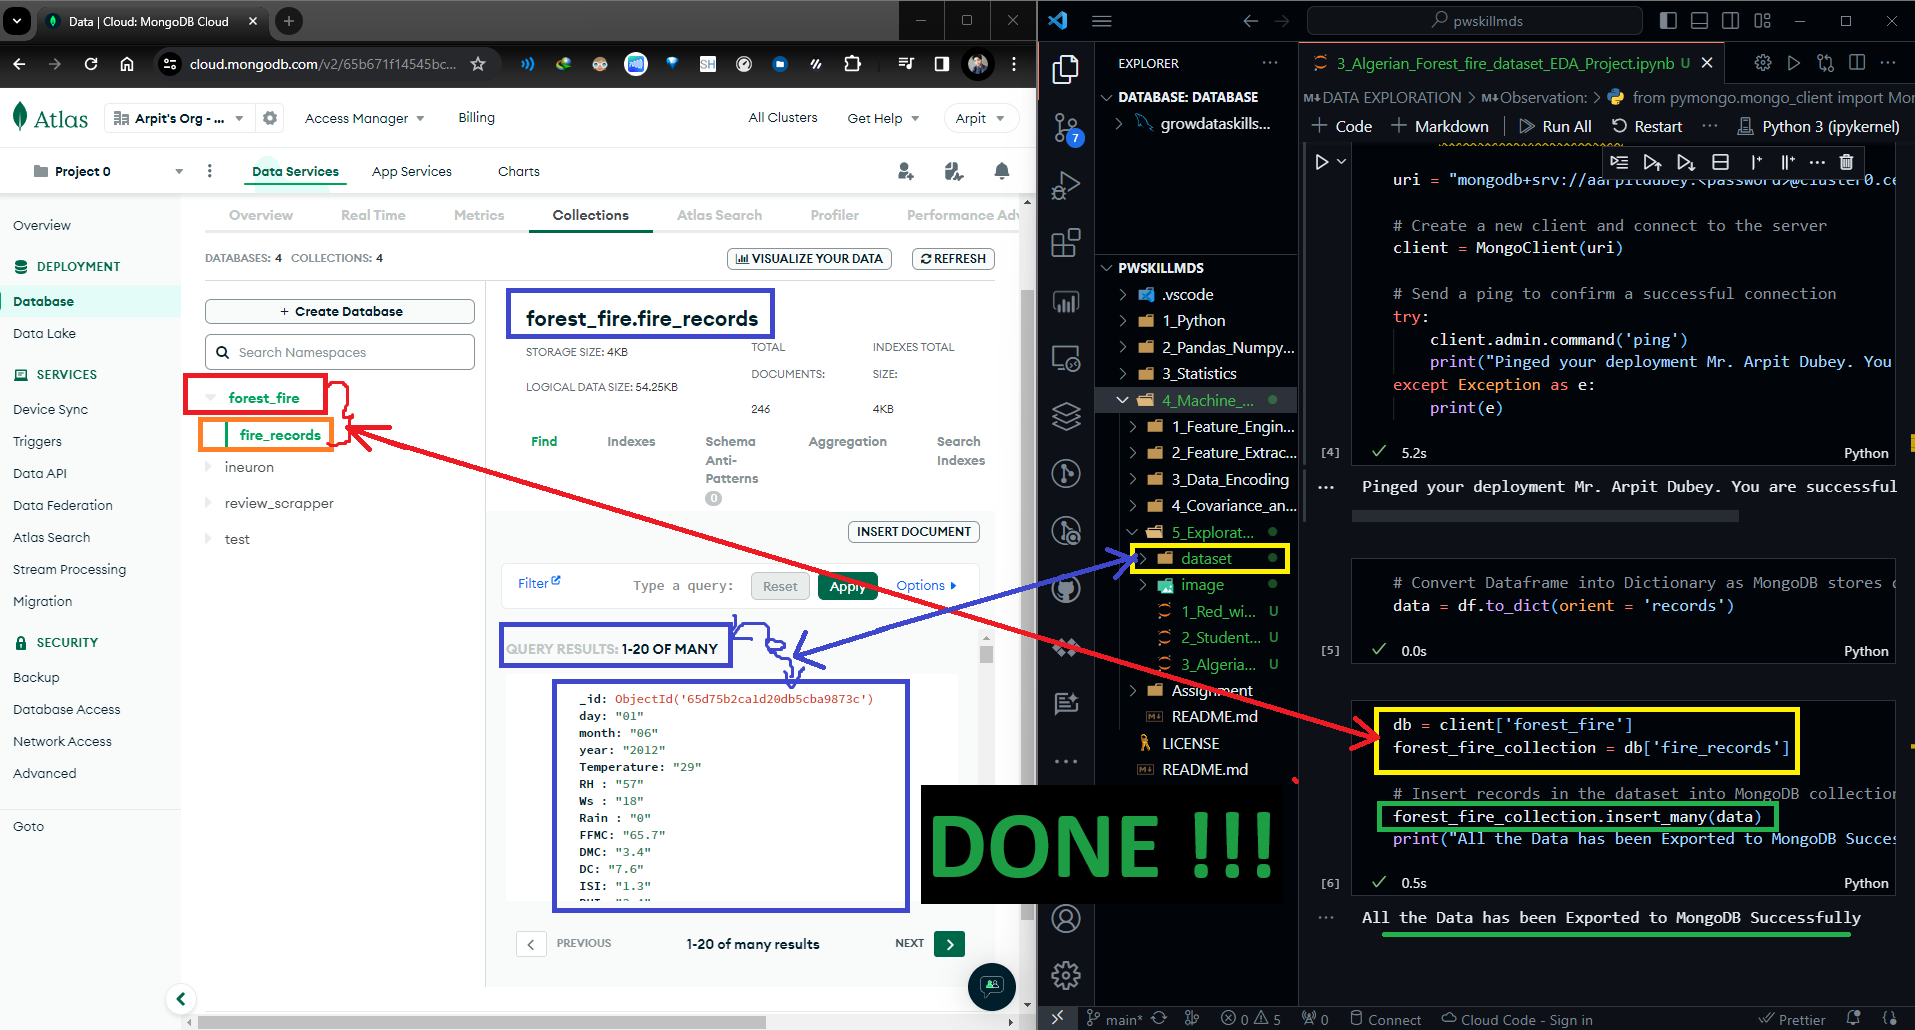 Data | Cloud: MongoDB Cloud
cloud.mongodb.com/v2/65b671f14545bc...
Atlas
Arpit's Org - ...
Access Manager
Billing
All Clusters
Get Help
Arpit
Project 0
Data Services
App Services
Charts
Overview
DEPLOYMENT
Database
Data Lake
SERVICES
Device Sync
Triggers
Data API
Data Federation
Atlas Search
Stream Processing
Migration
SECURITY
Backup
Database Access
Network Access
Advanced
Goto
Overview
Real Time
Metrics
Collections
Atlas Search
Profiler
Performance Adv
DATABASES: 4 COLLECTIONS: 4
VISUALIZE YOUR DATA
REFRESH
+ Create Database
Search Namespaces
forest_fire
fire_records
ineuron
review_scrapper
test
forest_fire.fire_records
STORAGE SIZE: 4KB
LOGICAL DATA SIZE: 54.25KB
TOTAL
DOCUMENTS:
246
INDEXES TOTAL
SIZE:
4KB
Find
Indexes
Schema
Anti-
Patterns
0
Aggregation
Search
Indexes
INSERT DOCUMENT
Filter
Type a query:
Reset
Apply
Options
QUERY RESULTS: 1-20 OF MANY
_id: ObjectId('65d75b2ca1d20db5cba9873c')
day: "01"
month: "06"
year: "2012"
Temperature: "29"
RH : "57"
Ws : "18"
Rain : "0"
FFMC: "65.7"
DMC: "3.4"
DC: "7.6"
ISI: "1.3"
PREVIOUS
1-20 of many results
NEXT
pwskillmds
EXPLORER
DATABASE: DATABASE
growdataskills...
PWSKILLMDS
.vscode
1_Python
2_Pandas_Numpy...
3_Statistics
4_Machine_...
1_Feature_Engin...
2_Feature_Extrac...
3_Data_Encoding
4_Covariance_an...
5_Explorat...
dataset
image
1_Red_wi... U
2_Student... U
3_Algeria... U
Assignment
README.md
LICENSE
README.md
7
3_Algerian_Forest_fire_dataset_EDA_Project.ipynb U
DATA EXPLORATION > Observation: > from pymongo.mongo_client import Mon
+ Code + Markdown Run All Restart ... Python 3 (ipykernel)
uri = "mongodb+srv://aarpitdubey:<password>@cluster0.ce
# Create a new client and connect to the server
client = MongoClient(uri)
# Send a ping to confirm a successful connection
try:
client.admin.command('ping')
print("Pinged your deployment Mr. Arpit Dubey. You
except Exception as e:
print(e)
[4] 5.2s Python
Pinged your deployment Mr. Arpit Dubey. You are successful
# Convert Dataframe into Dictionary as MongoDB stores
data = df.to_dict(orient = 'records')
[5] 0.0s Python
db = client['forest_fire']
forest_fire_collection = db['fire_records']
# Insert records in the dataset into MongoDB collection
forest_fire_collection.insert_many(data)
print("All the Data has been Exported to MongoDB Succes
[6] 0.5s Python
All the Data has been Exported to MongoDB Successfully
DONE !!!
main* 0 5 0 Connect Cloud Code - Sign in Prettier